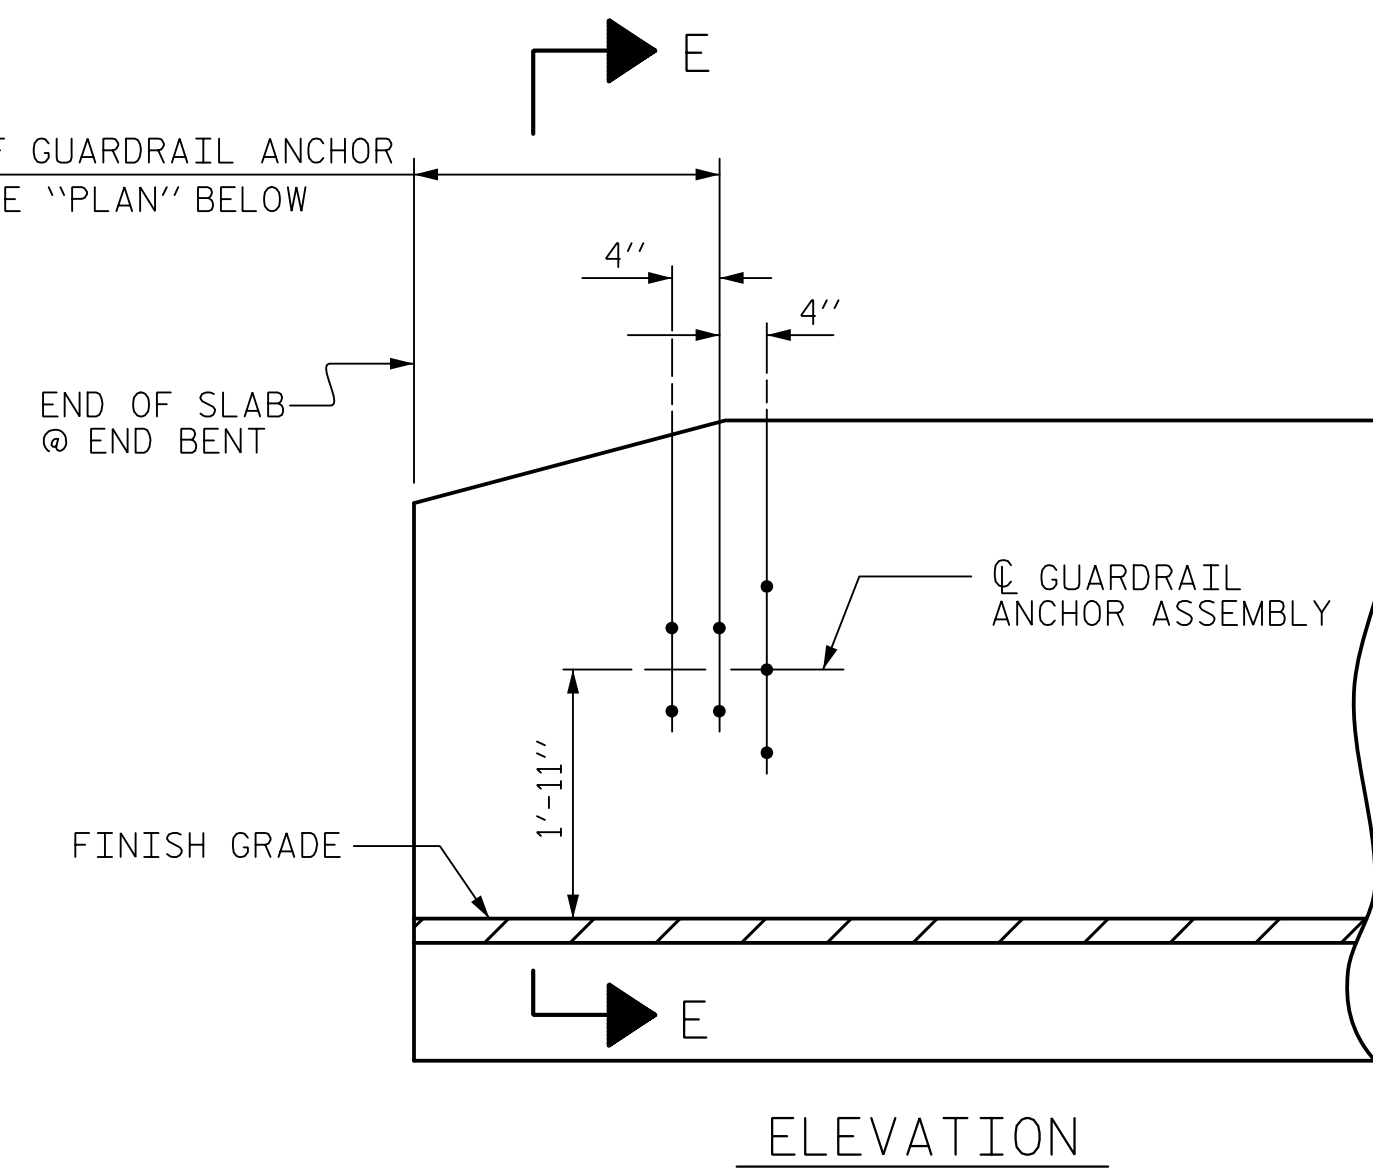 E
GUARDRAIL ANCHOR
"PLAN" BELOW
4"
4"
END OF SLAB
@ END BENT
℄ GUARDRAIL
ANCHOR ASSEMBLY
1'-11"
FINISH GRADE
E
ELEVATION